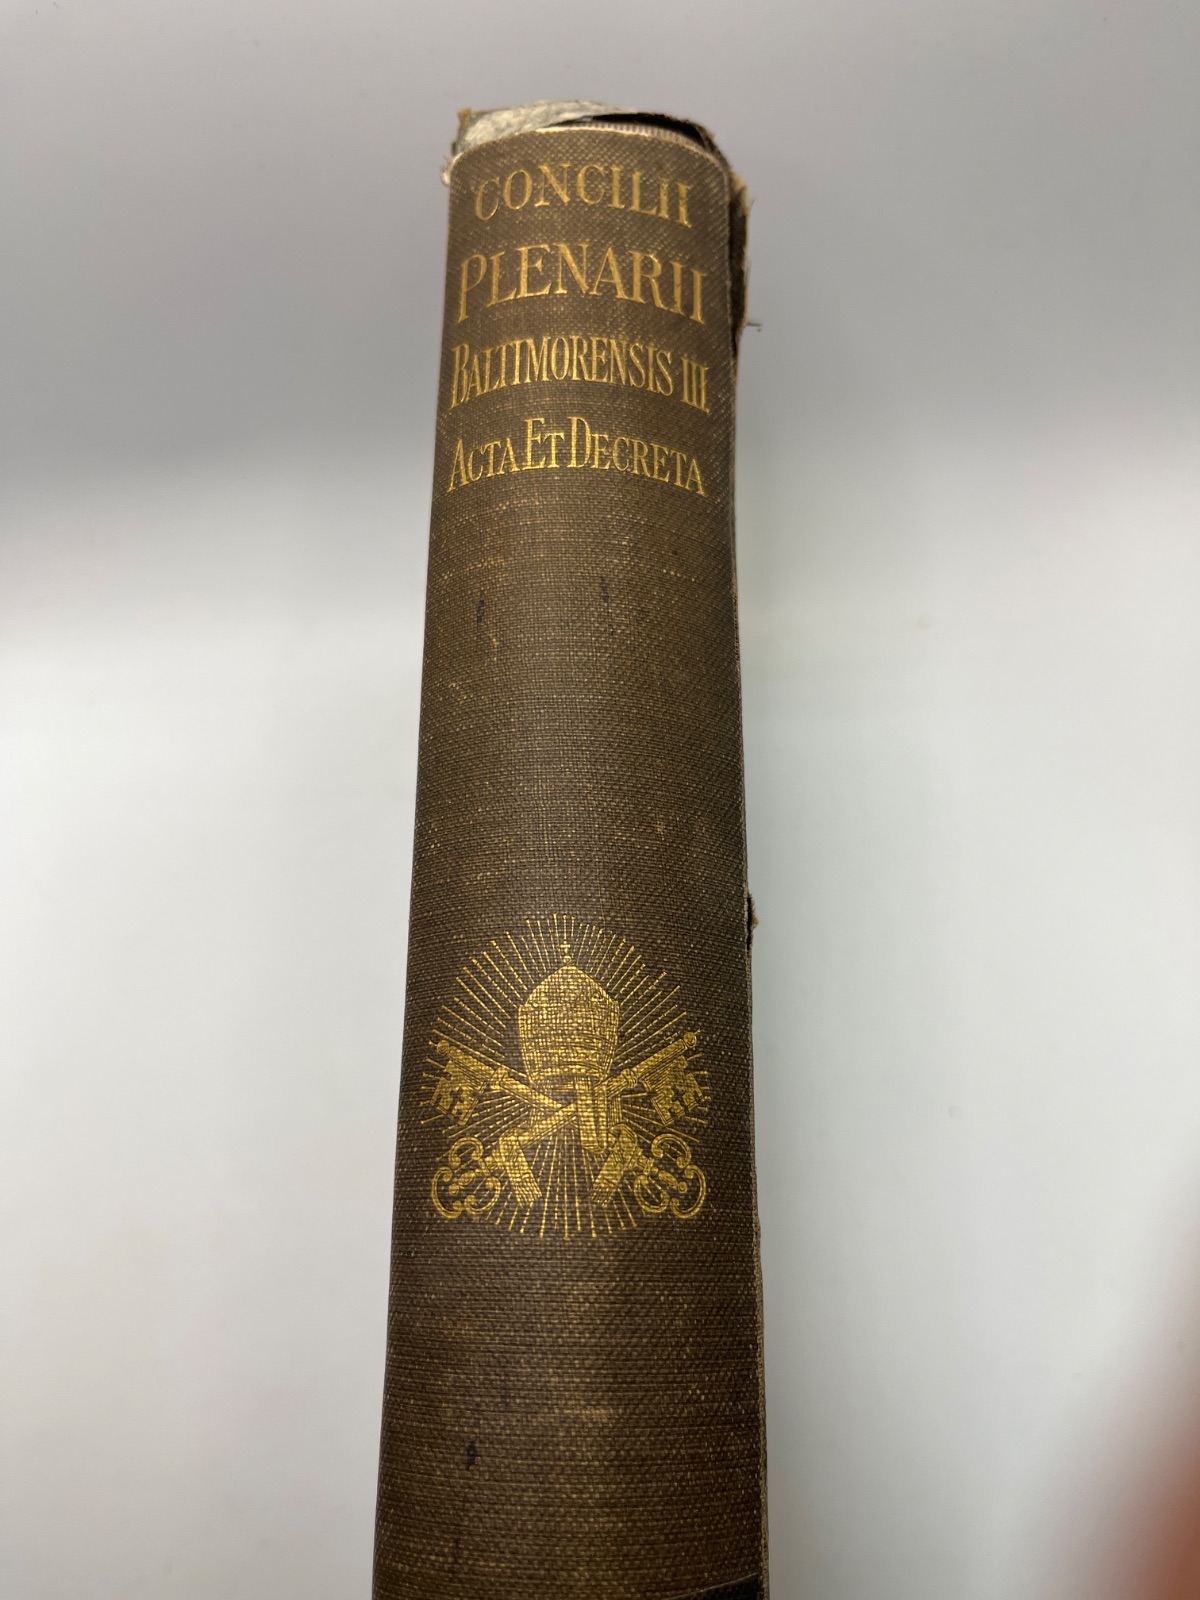 CONCILII
PLENARII
BALTIMORENSIS III.
ACTA ET DECRETA